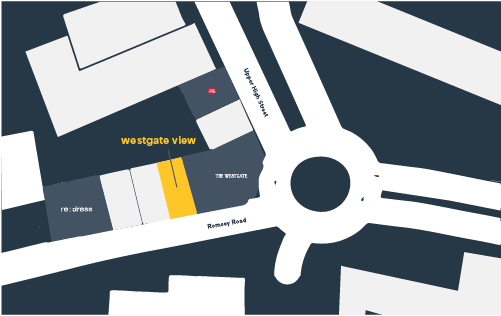 Upper High Street
westgate view
THE WESTGATE
re:dress
Romsey Road